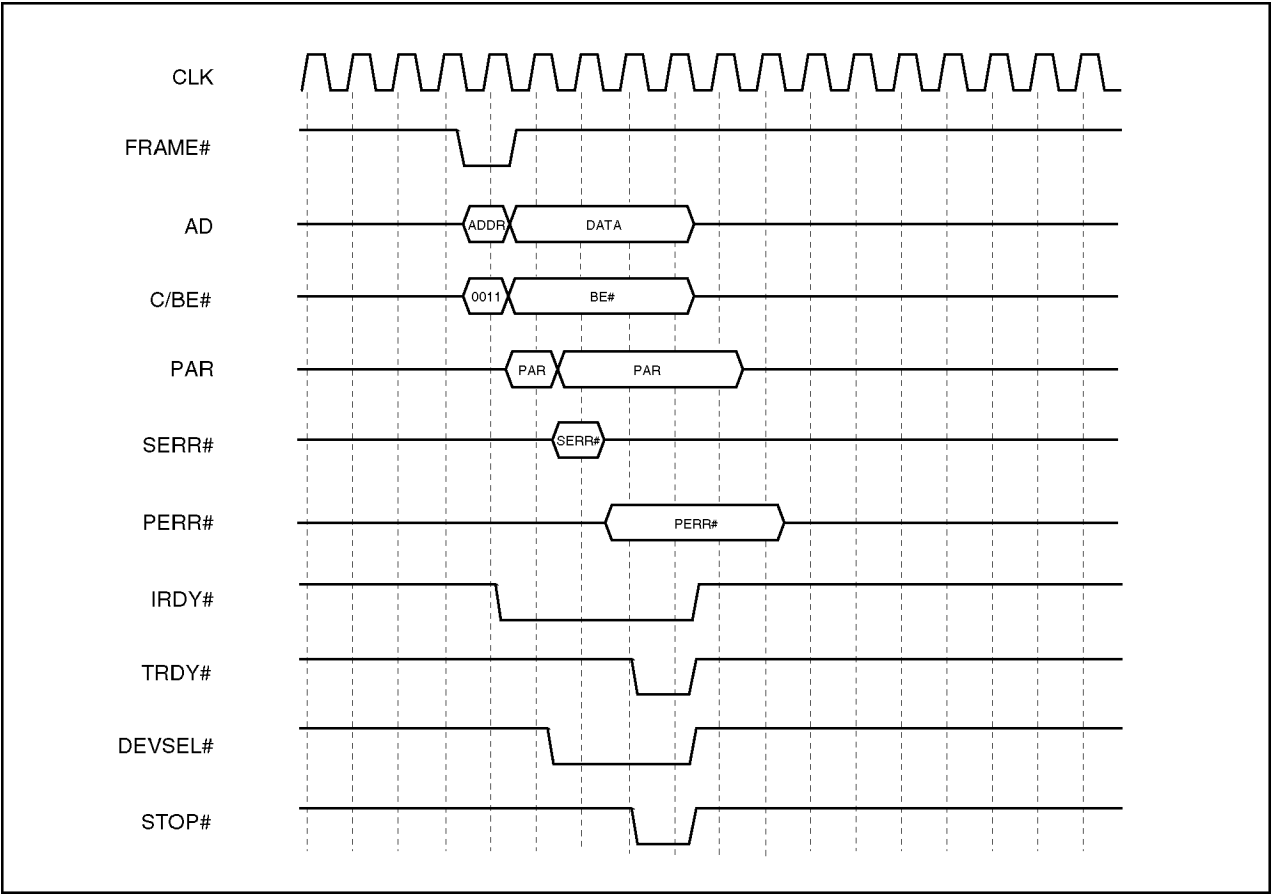 CLK
FRAME#
AD
ADDR
DATA
C/BE#
0011
BE#
PAR
PAR
PAR
SERR#
SERR#
PERR#
PERR#
IRDY#
TRDY#
DEVSEL#
STOP#